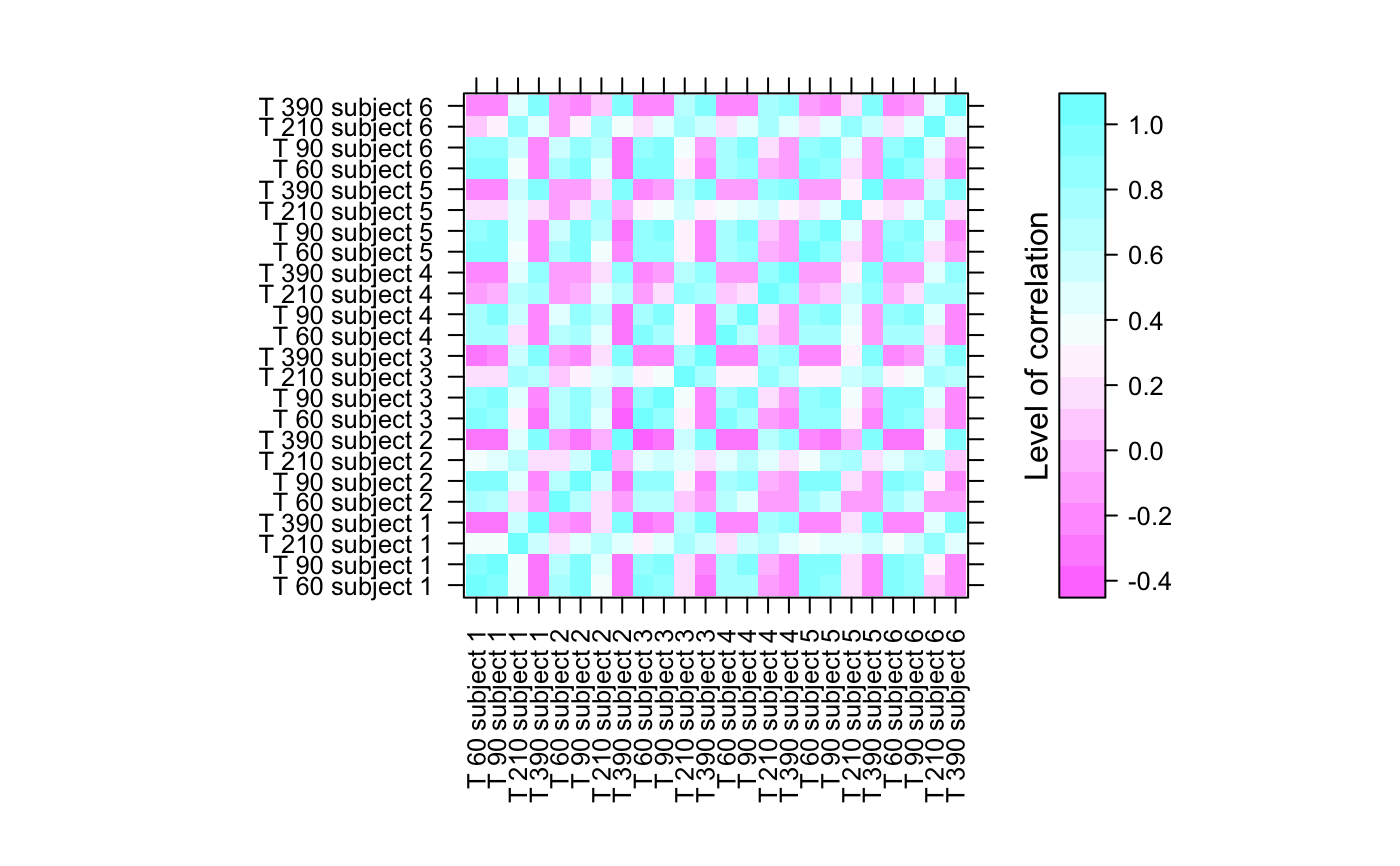 T 390 subject 6
T 210 subject 6
T 90 subject 6
T 60 subject 6
T 390 subject 5
T 210 subject 5
T 90 subject 5
T 60 subject 5
T 390 subject 4
T 210 subject 4
T 90 subject 4
T 60 subject 4
T 390 subject 3
T 210 subject 3
T 90 subject 3
T 60 subject 3
T 390 subject 2
T 210 subject 2
T 90 subject 2
T 60 subject 2
T 390 subject 1
T 210 subject 1
T 90 subject 1
T 60 subject 1
T 60 subject 1
T 90 subject 1
T 210 subject 1
T 390 subject 1
T 60 subject 2
T 90 subject 2
T 210 subject 2
T 390 subject 2
T 60 subject 3
T 90 subject 3
T 210 subject 3
T 390 subject 3
T 60 subject 4
T 90 subject 4
T 210 subject 4
T 390 subject 4
T 60 subject 5
T 90 subject 5
T 210 subject 5
T 390 subject 5
T 60 subject 6
T 90 subject 6
T 210 subject 6
T 390 subject 6
Level of correlation
1.0
0.8
0.6
0.4
0.2
0.0
-0.2
-0.4